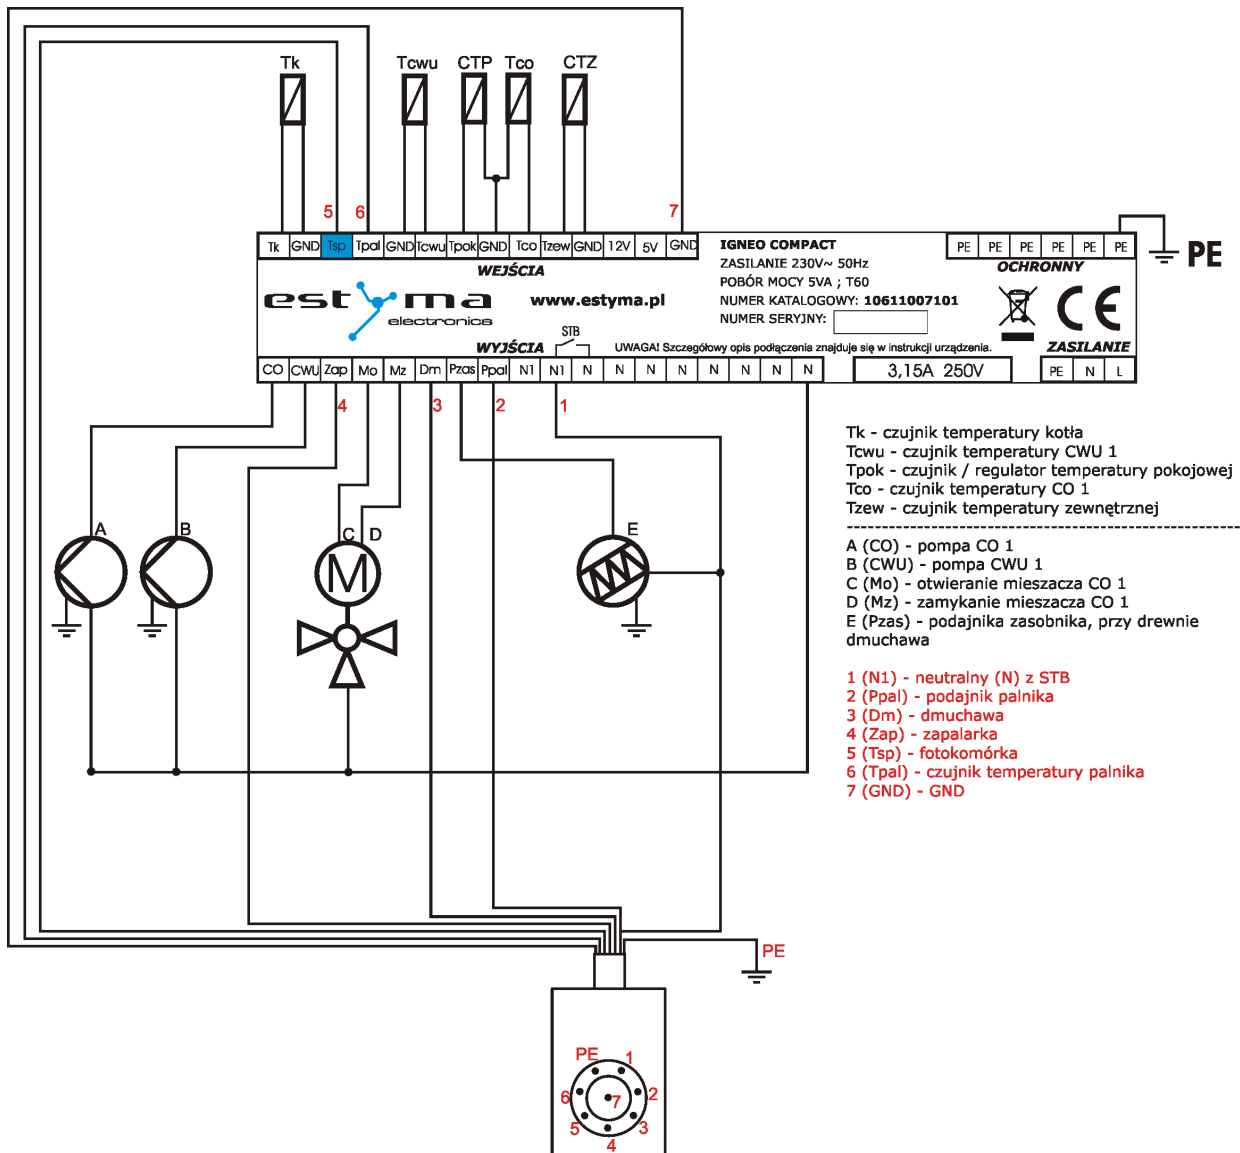 Tk Tcwu CTP Tco CTZ
5 6 7
Tk GND Tsp Tpal GND Tcwu Tpok GND Tco Tzew GND 12V 5V GND
WEJŚCIA
IGNEO COMPACT
ZASILANIE 230V~ 50Hz
POBÓR MOCY 5VA ; T60
NUMER KATALOGOWY: 10611007101
NUMER SERYJNY:
PE PE PE PE PE PE
OCHRONNY
PE
estyma
electronics
www.estyma.pl
CE
STB
WYJŚCIA
UWAGA! Szczegółowy opis podłączenia znajduje się w instrukcji urządzenia.
ZASILANIE
CO CWU Zap Mo Mz Dm Pzas Ppal N1 N1 N N N N N N N N
3,15A 250V
PE N L
4 3 2 1
A B C D E
M
Tk - czujnik temperatury kotła
Tcwu - czujnik temperatury CWU 1
Tpok - czujnik / regulator temperatury pokojowej
Tco - czujnik temperatury CO 1
Tzew - czujnik temperatury zewnętrznej
A (CO) - pompa CO 1
B (CWU) - pompa CWU 1
C (Mo) - otwieranie mieszacza CO 1
D (Mz) - zamykanie mieszacza CO 1
E (Pzas) - podajnika zasobnika, przy drewnie
dmuchawa
1 (N1) - neutralny (N) z STB
2 (Ppal) - podajnik palnika
3 (Dm) - dmuchawa
4 (Zap) - zapalarka
5 (Tsp) - fotokomórka
6 (Tpal) - czujnik temperatury palnika
7 (GND) - GND
PE
PE 1
6 7 2
5 3
4